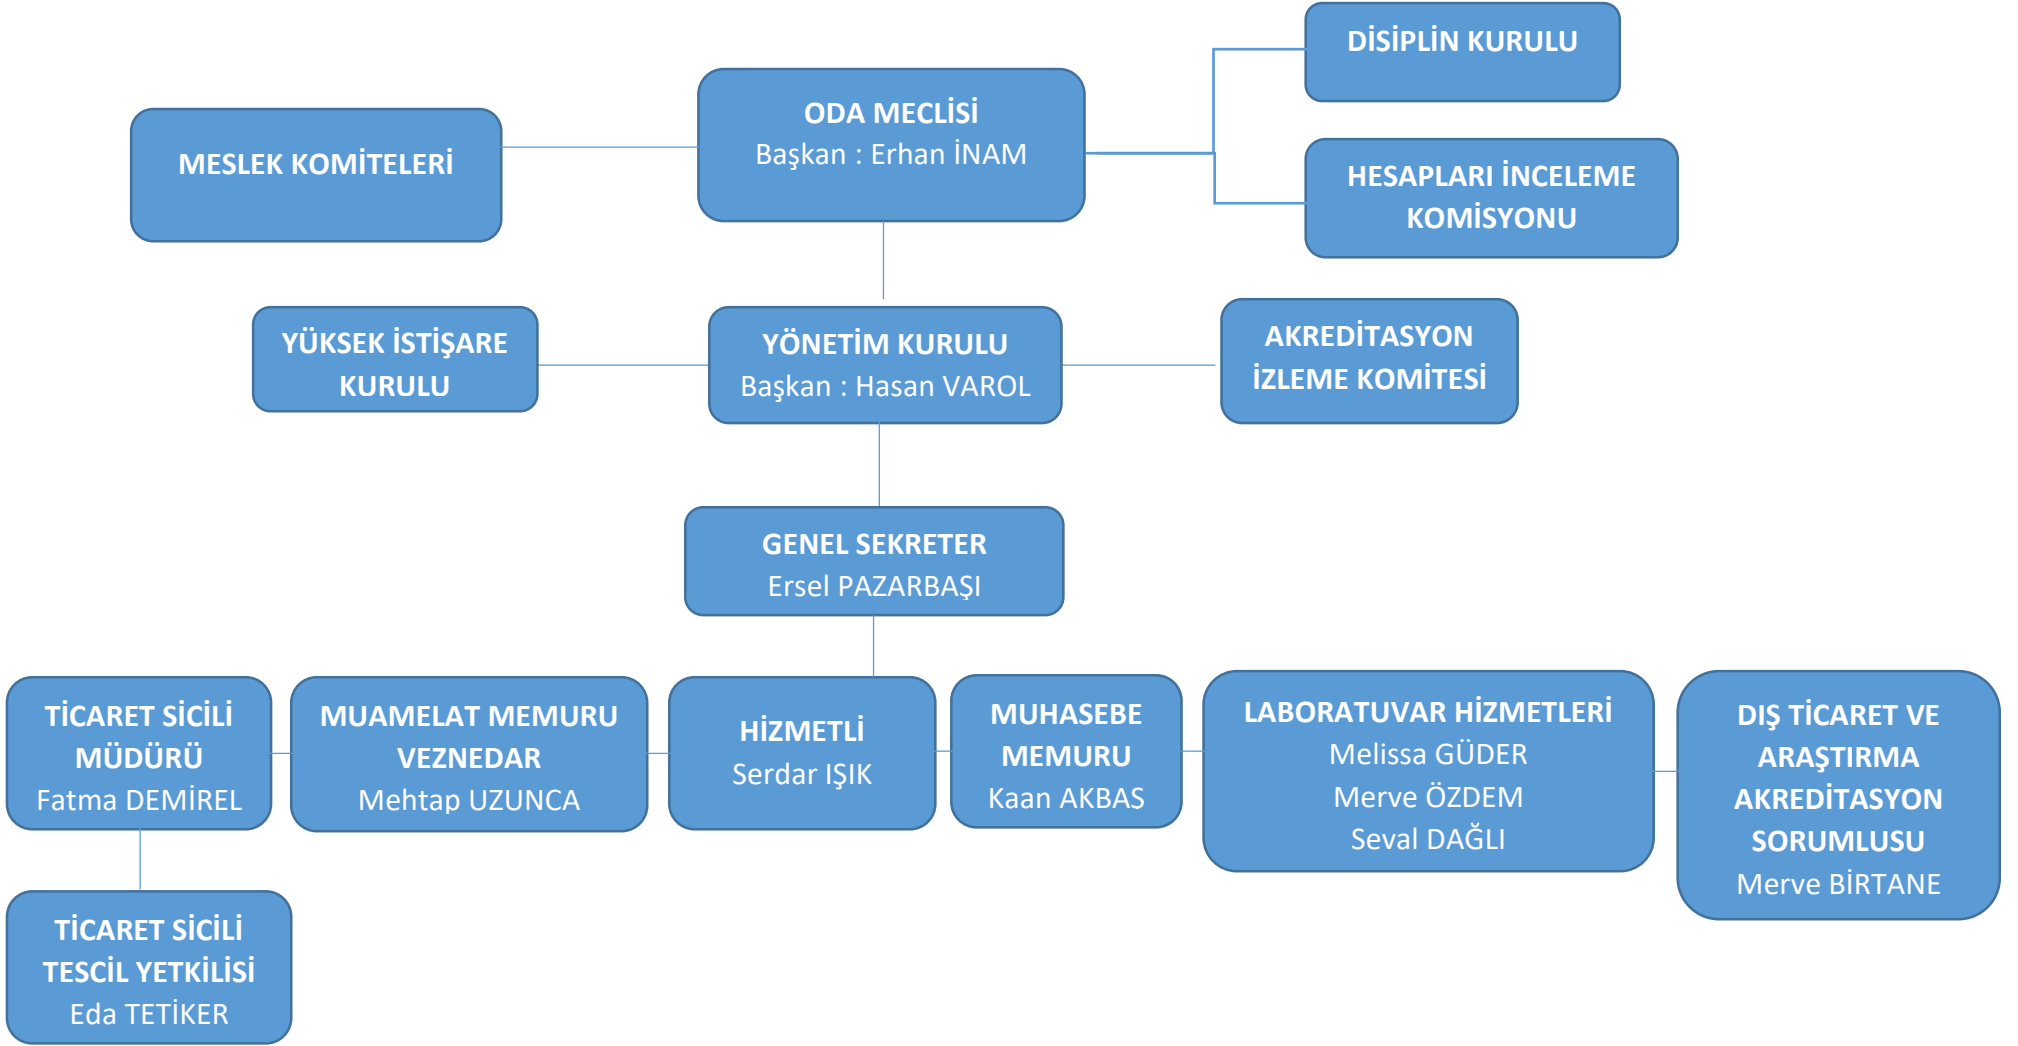 DİSİPLİN KURULU
ODA MECLİSİ
Başkan : Erhan İNAM
MESLEK KOMİTELERİ
HESAPLARI İNCELEME
KOMİSYONU
YÜKSEK İSTİŞARE
KURULU
YÖNETİM KURULU
Başkan : Hasan VAROL
AKREDİTASYON
İZLEME KOMİTESİ
GENEL SEKRETER
Ersel PAZARBAŞI
TİCARET SİCİLİ
MÜDÜRÜ
Fatma DEMİREL
MUAMELAT MEMURU
VEZNEDAR
Mehtap UZUNCA
HİZMETLİ
Serdar IŞIK
MUHASEBE
MEMURU
Kaan AKBAS
LABORATUVAR HİZMETLERİ
Melissa GÜDER
Merve ÖZDEM
Seval DAĞLI
DIŞ TİCARET VE
ARAŞTIRMA
AKREDİTASYON
SORUMLUSU
Merve BİRTANE
TİCARET SİCİLİ
TESCİL YETKİLİSİ
Eda TETİKER